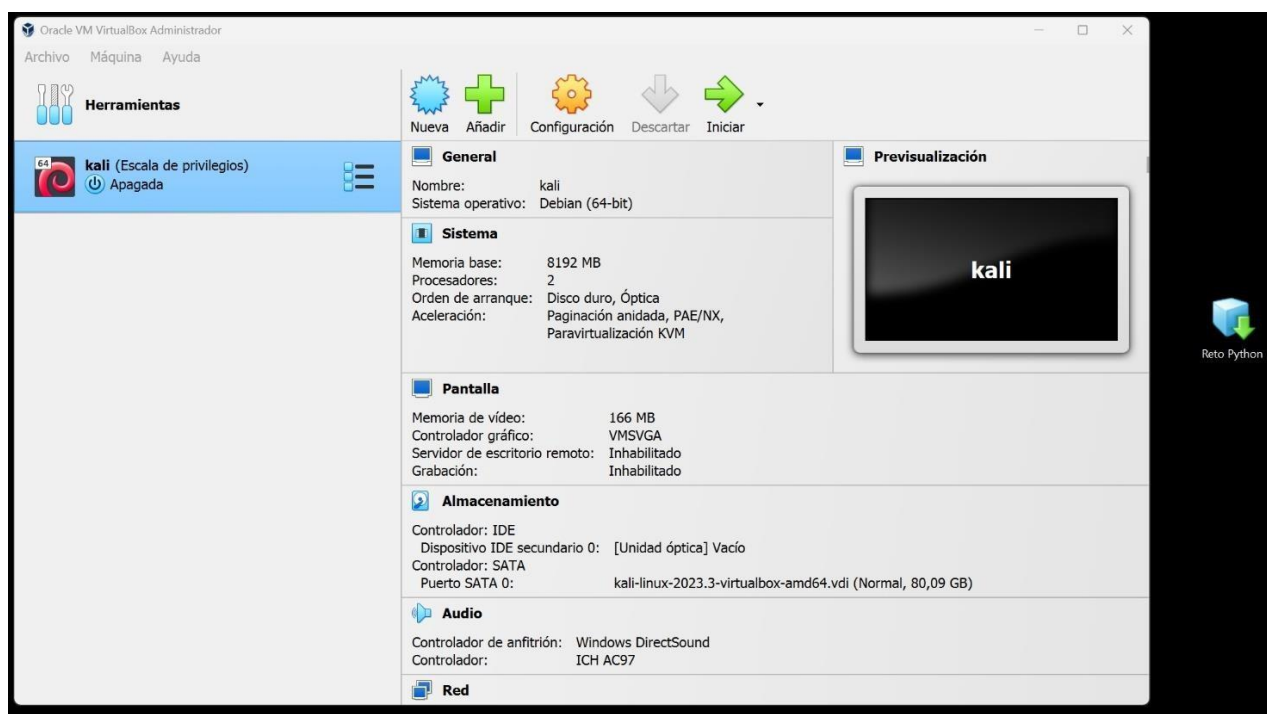 Oracle VM VirtualBox Administrador
Archivo Máquina Ayuda
Herramientas
Nueva Añadir Configuración Descartar Iniciar
64
kali (Escala de privilegios)
Apagada
General
Nombre: kali
Sistema operativo: Debian (64-bit)
Previsualización
kali
Sistema
Memoria base: 8192 MB
Procesadores: 2
Orden de arranque: Disco duro, Óptica
Aceleración: Paginación anidada, PAE/NX,
Paravirtualización KVM
Reto Python
Pantalla
Memoria de vídeo: 166 MB
Controlador gráfico: VMSVGA
Servidor de escritorio remoto: Inhabilitado
Grabación: Inhabilitado
Almacenamiento
Controlador: IDE
Dispositivo IDE secundario 0: [Unidad óptica] Vacío
Controlador: SATA
Puerto SATA 0: kali-linux-2023.3-virtualbox-amd64.vdi (Normal, 80,09 GB)
Audio
Controlador de anfitrión: Windows DirectSound
Controlador: ICH AC97
Red